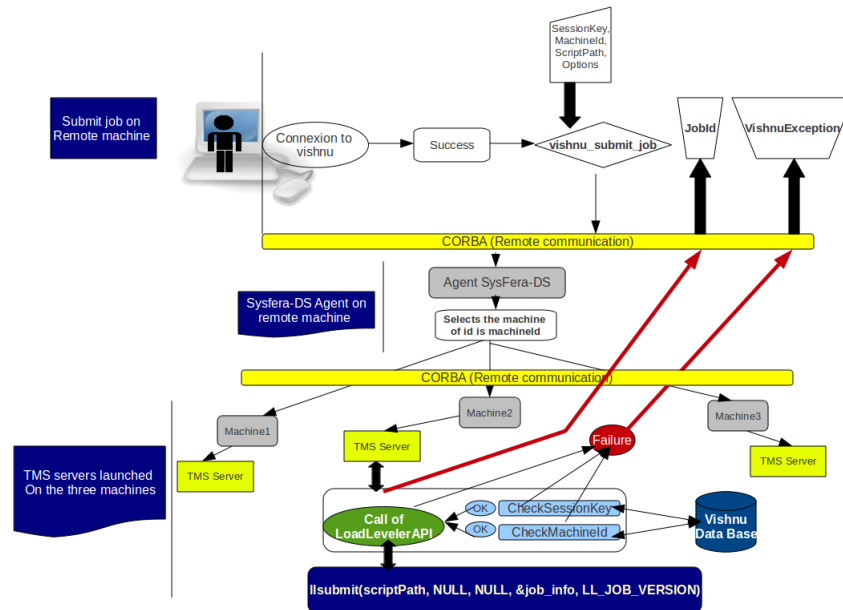 SessionKey,
MachineId,
ScriptPath,
Options
Submit job on
Remote machine
Connexion to
vishnu
Success
vishnu_submit_job
JobId
VishnuException
CORBA (Remote communication)
Agent SysFera-DS
Sysfera-DS Agent on
remote machine
Selects the machine
of id is machineId
CORBA (Remote communication)
Machine1
Machine2
Machine3
TMS Server
TMS Server
Failure
TMS Server
TMS servers launched
On the three machines
OK
CheckSessionKey
Call of
LoadLevelerAPI
OK
CheckMachineId
Vishnu
Data Base
llsubmit(scriptPath, NULL, NULL, &job_info, LL_JOB_VERSION)